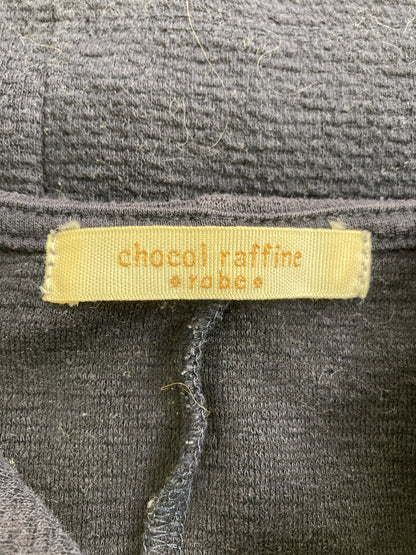 chocol raffine
• robe •